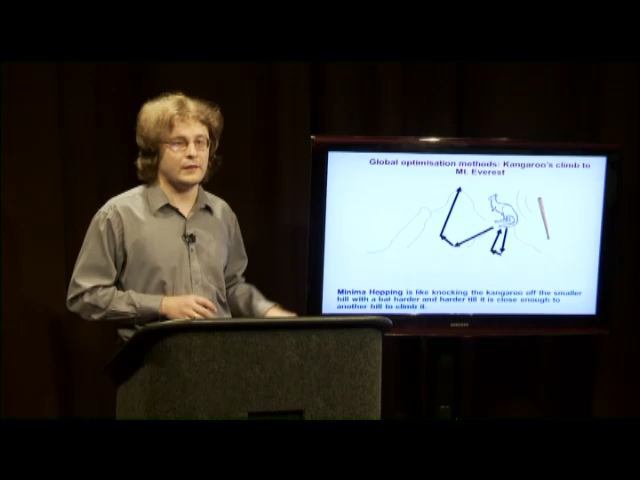 Global optimisation methods: Kangaroo's climb to
Mt. Everest
Minima Hopping is like knocking the kangaroo off the smaller
hill with a bat harder and harder till it is close enough to
another hill to climb it.
SAMSUNG